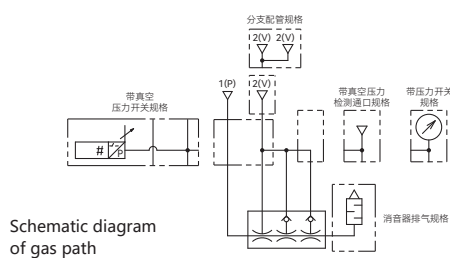 分支配管规格
2(V) 2(V)
1(P)
2(V)
带真空
压力开关规格
带真空压力
检测通口规格
带压力开关
规格
#
P
消音器排气规格
Schematic diagram
of gas path